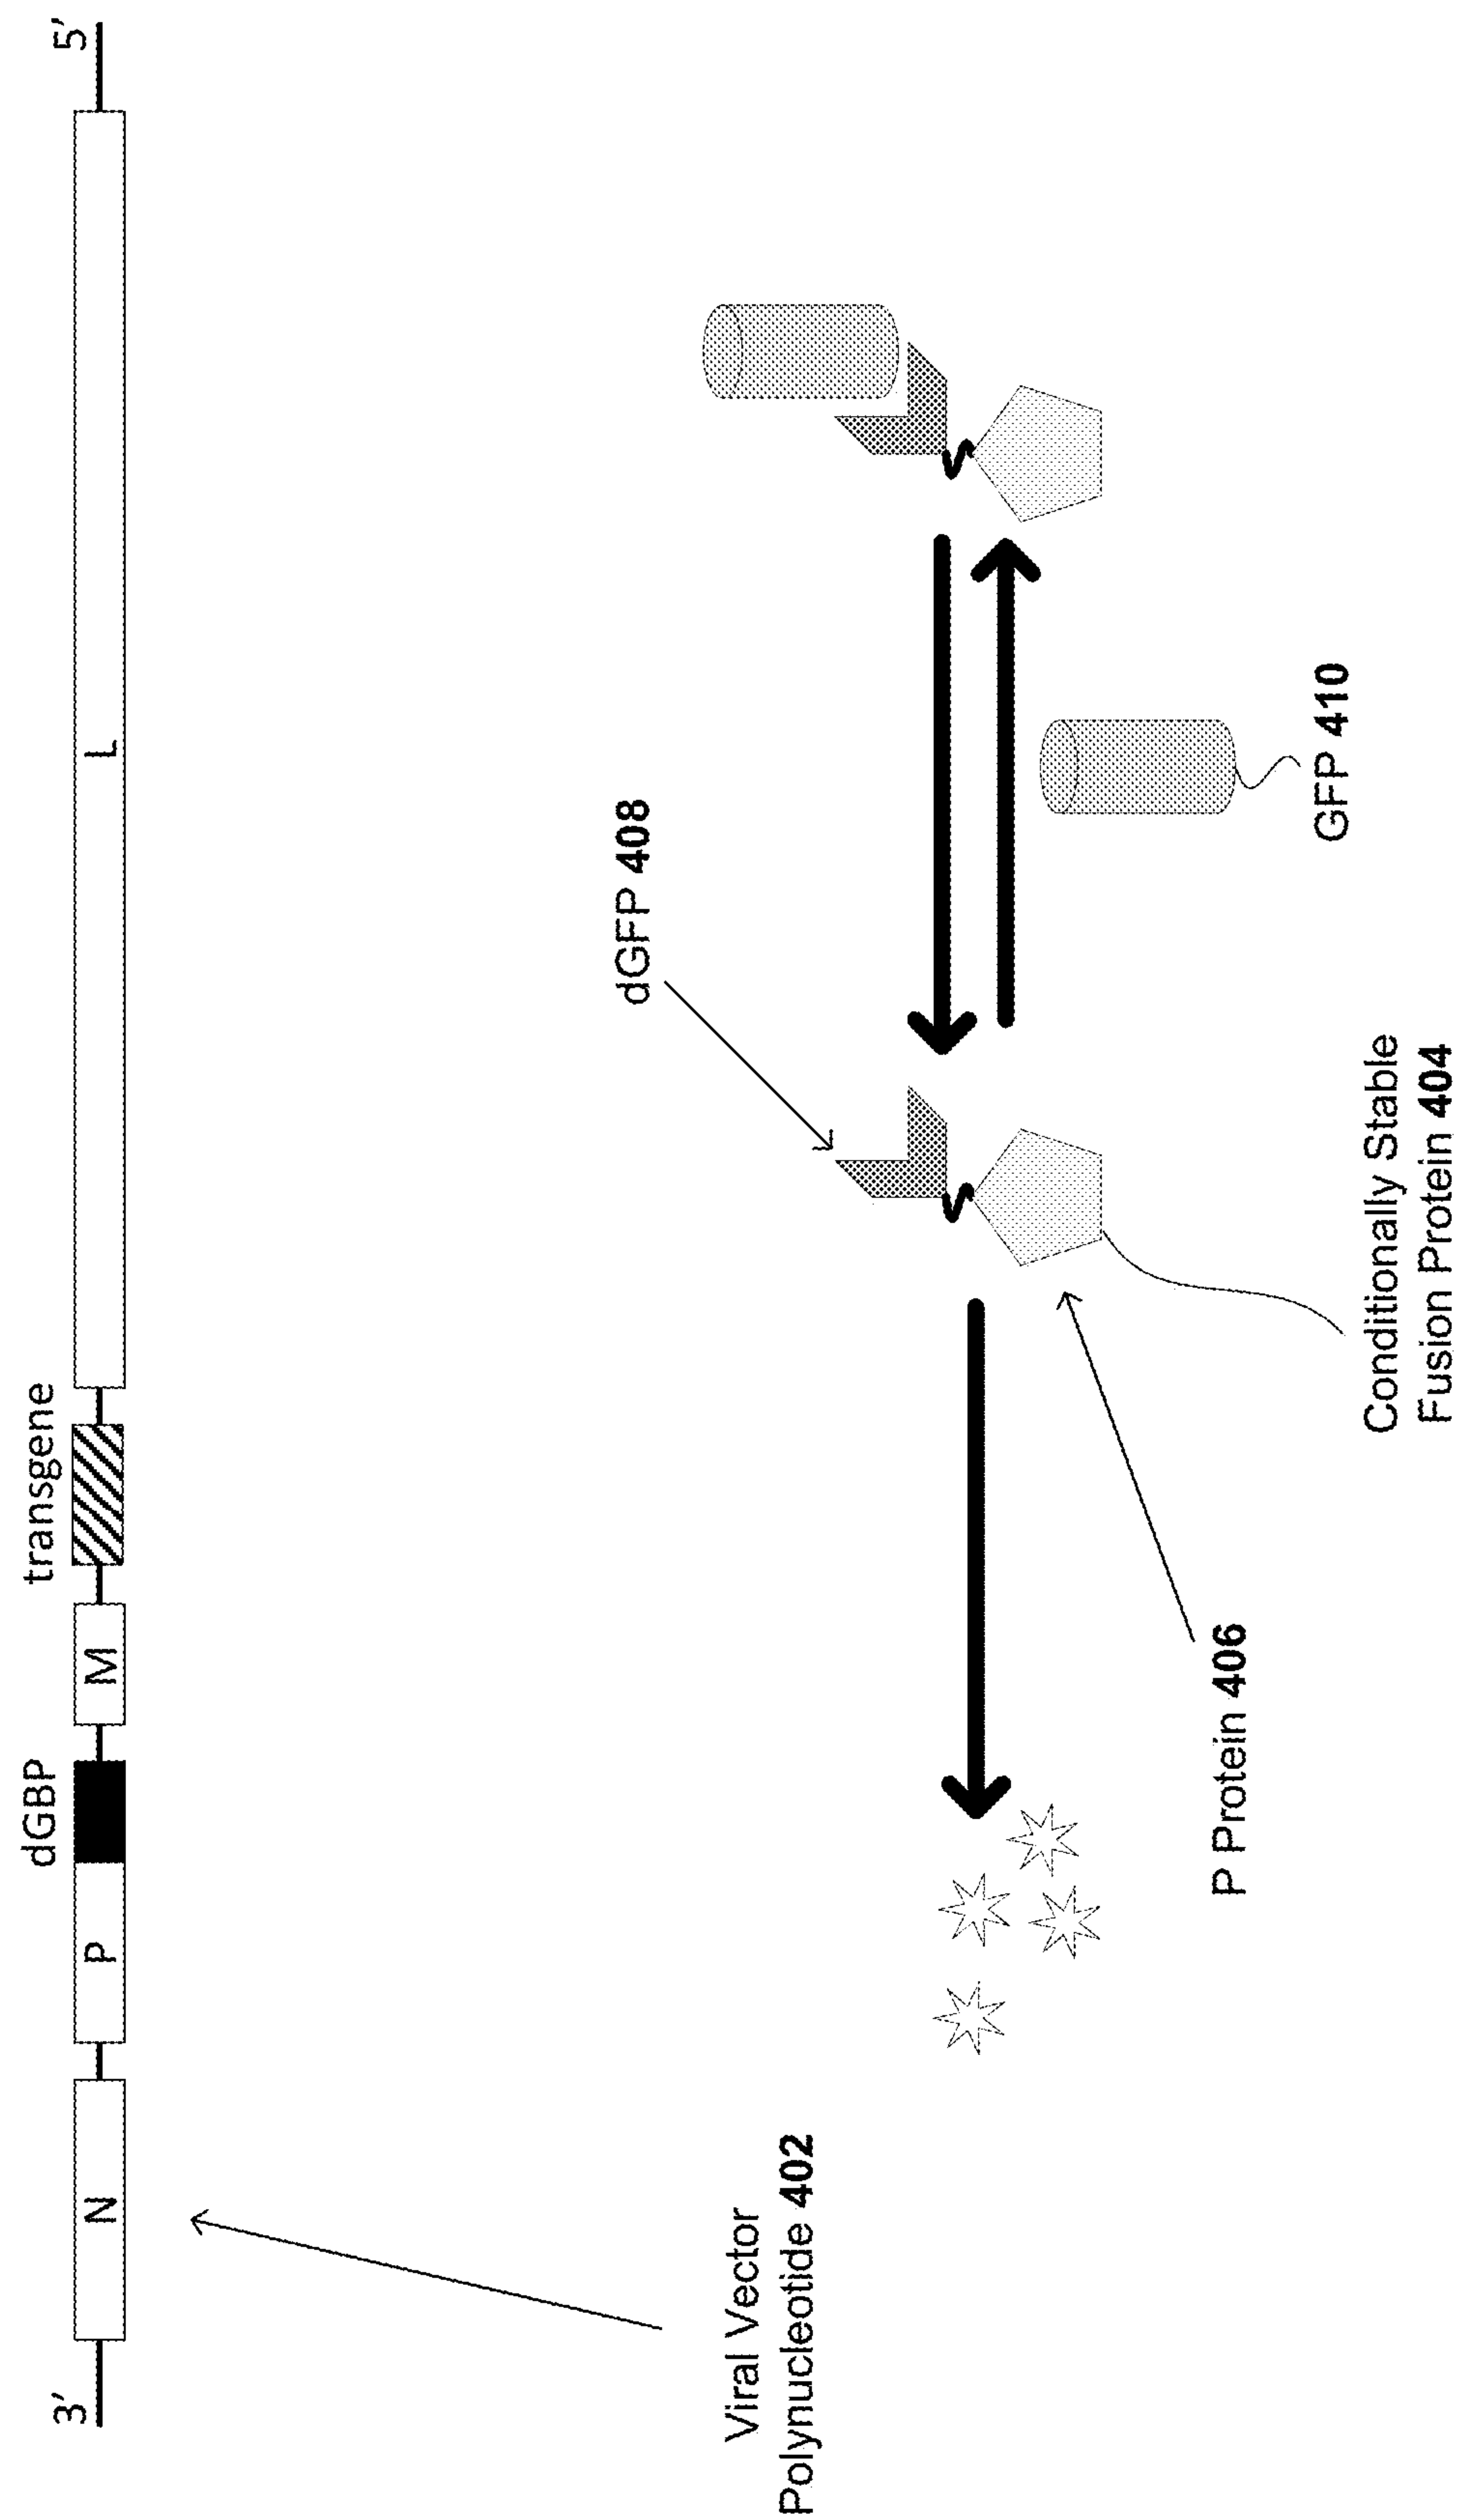 3'
N
P
dGBP
M
transgene
L
5'
Viral Vector
Polynucleotide 402
dGFP 408
P Protein 406
GFP 410
Conditionally Stable
Fusion Protein 404